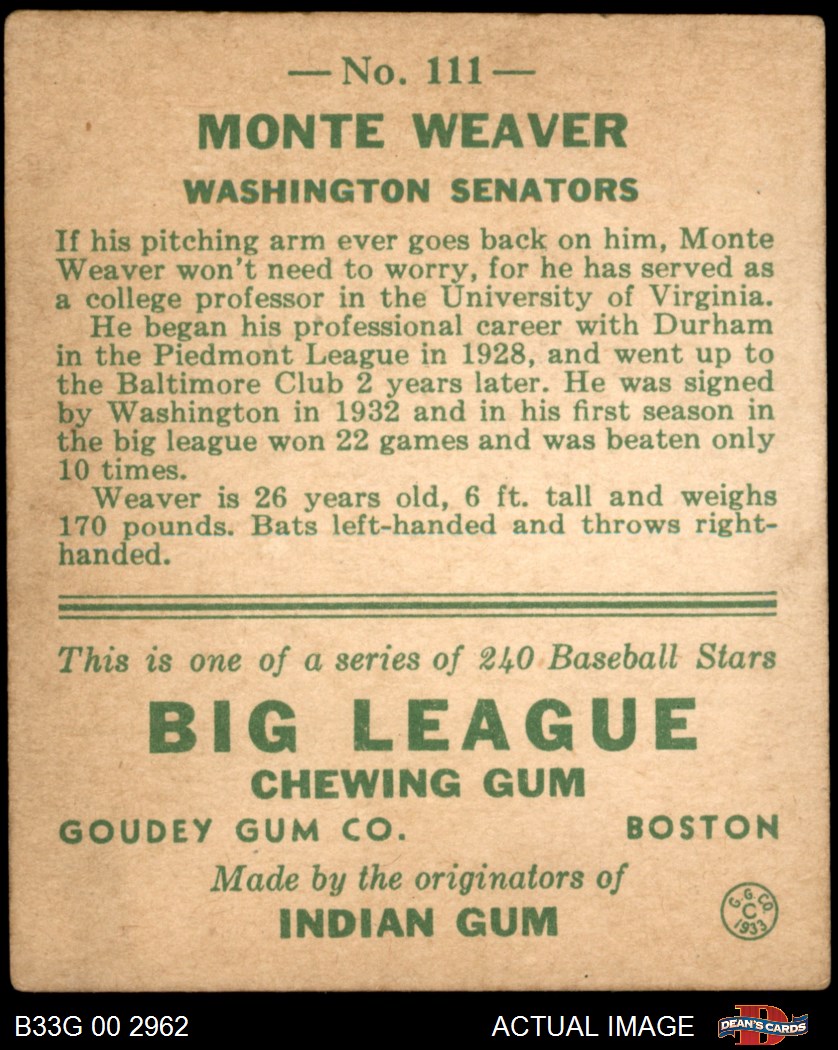 — No. 111 —
MONTE WEAVER
WASHINGTON SENATORS
If his pitching arm ever goes back on him, Monte
Weaver won't need to worry, for he has served as
a college professor in the University of Virginia.
He began his professional career with Durham
in the Piedmont League in 1928, and went up to
the Baltimore Club 2 years later. He was signed
by Washington in 1932 and in his first season in
the big league won 22 games and was beaten only
10 times.
Weaver is 26 years old, 6 ft. tall and weighs
170 pounds. Bats left-handed and throws right-
handed.
This is one of a series of 240 Baseball Stars
BIG LEAGUE
CHEWING GUM
GOUDEY GUM CO. BOSTON
Made by the originators of
INDIAN GUM
G. G. CO.
C
1933
B33G 00 2962 ACTUAL IMAGE
D
DEAN'S CARDS